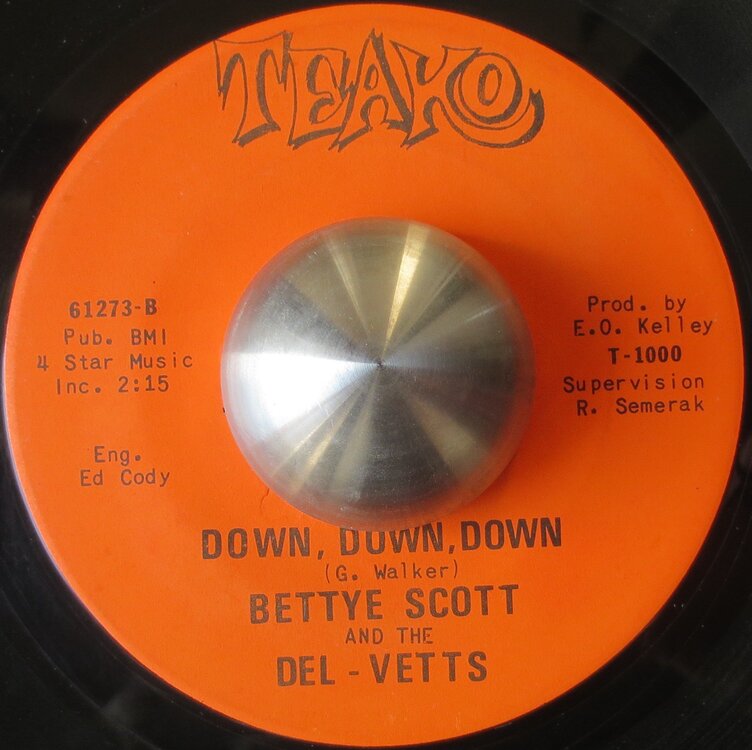 TEAKO
61273-B
Pub. BMI
4 Star Music
Inc. 2:15
Eng.
Ed Cody
Prod. by
E.O. Kelley
T-1000
Supervision
R. Semerak
DOWN, DOWN, DOWN
(G. Walker)
BETTYE SCOTT
AND THE
DEL-VETTS